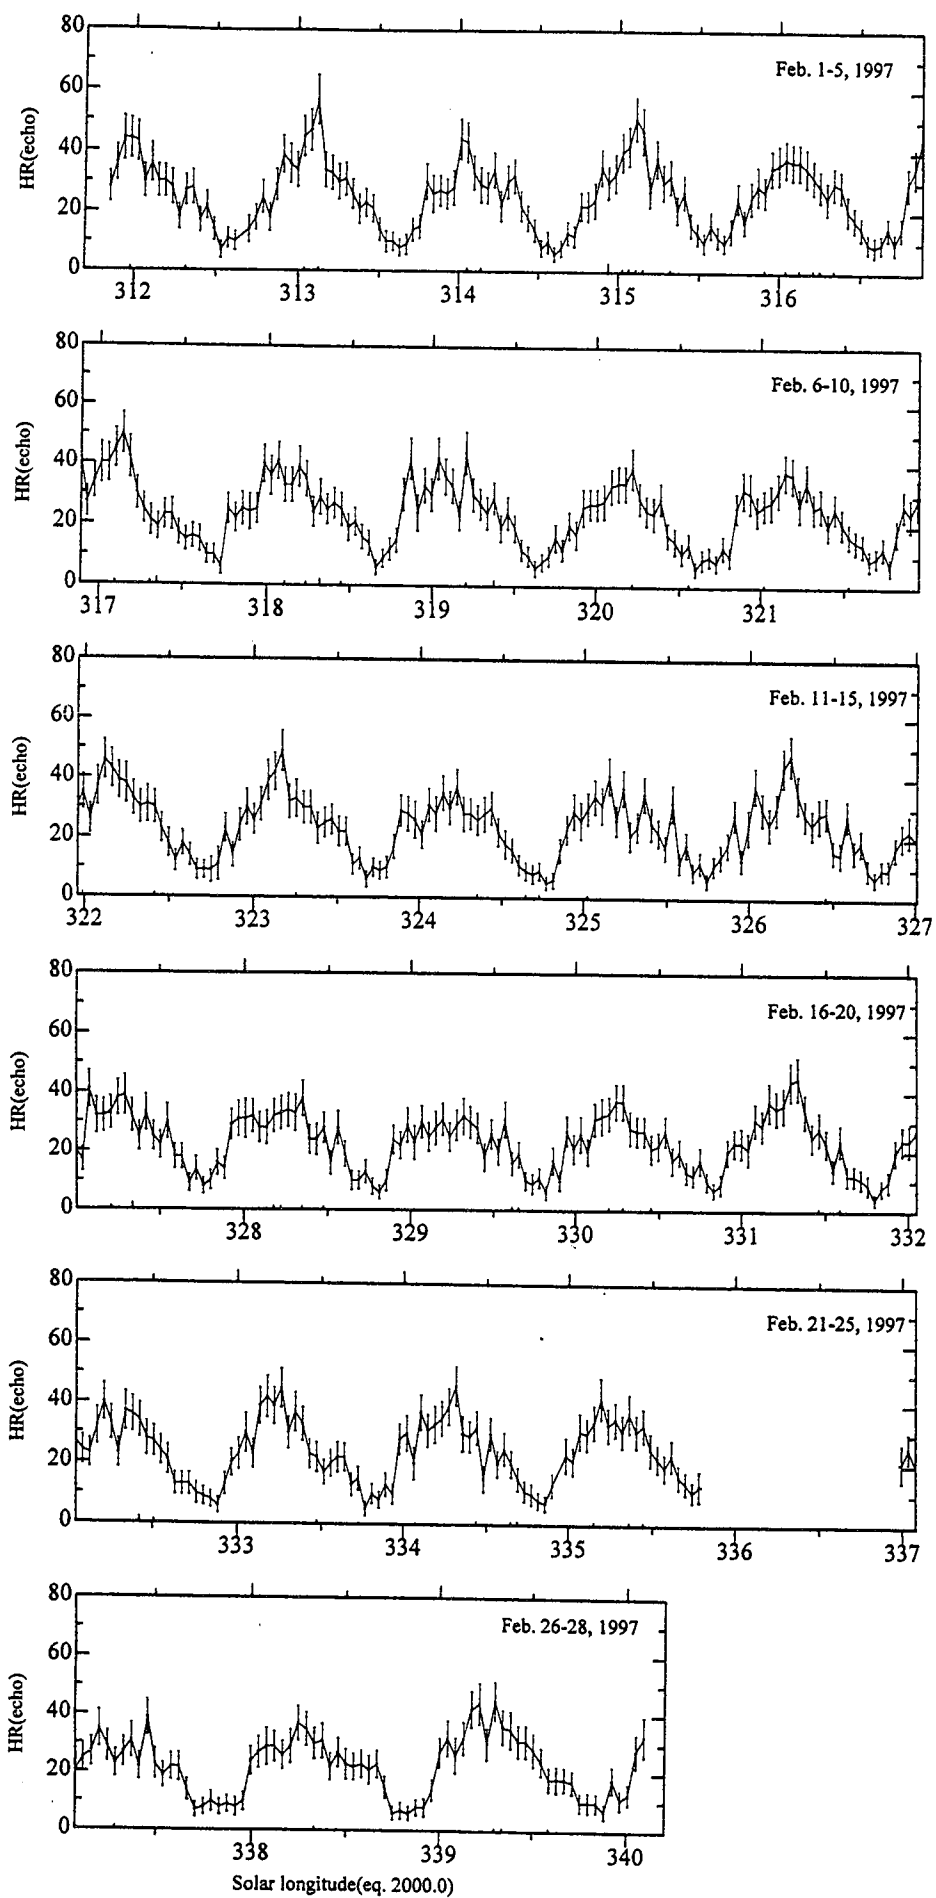 80
Feb. 1-5, 1997
60
HR(echo)
40
20
0
312 313 314 315 316
80
Feb. 6-10, 1997
60
HR(echo)
40
20
0
317 318 319 320 321
80
Feb. 11-15, 1997
60
HR(echo)
40
20
0
322 323 324 325 326 327
80
Feb. 16-20, 1997
60
HR(echo)
40
20
0
328 329 330 331 332
80
Feb. 21-25, 1997
60
HR(echo)
40
20
0
333 334 335 336 337
80
Feb. 26-28, 1997
60
HR(echo)
40
20
0
338 339 340
Solar longitude(eq. 2000.0)